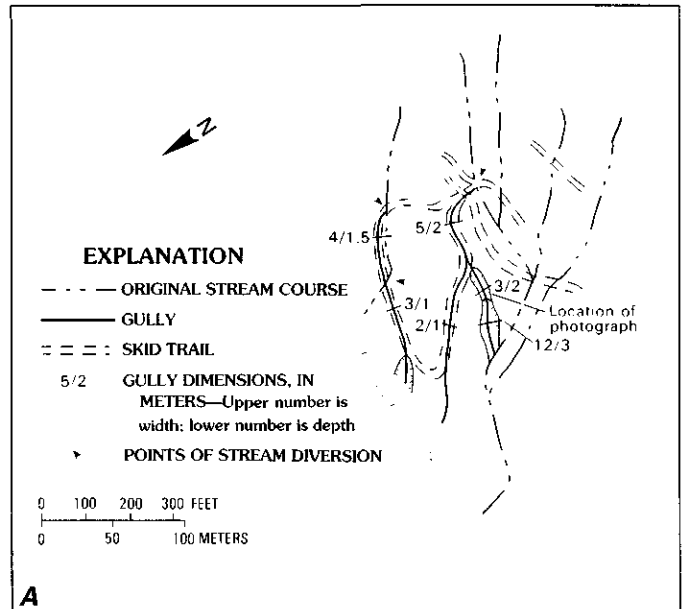 N
4/1.5
5/2
3/1
2/1
3/2
Location of
photograph
12/3
EXPLANATION
ORIGINAL STREAM COURSE
GULLY
SKID TRAIL
5/2 GULLY DIMENSIONS, IN
METERS—Upper number is
width; lower number is depth
POINTS OF STREAM DIVERSION
0 100 200 300 FEET
0 50 100 METERS
A